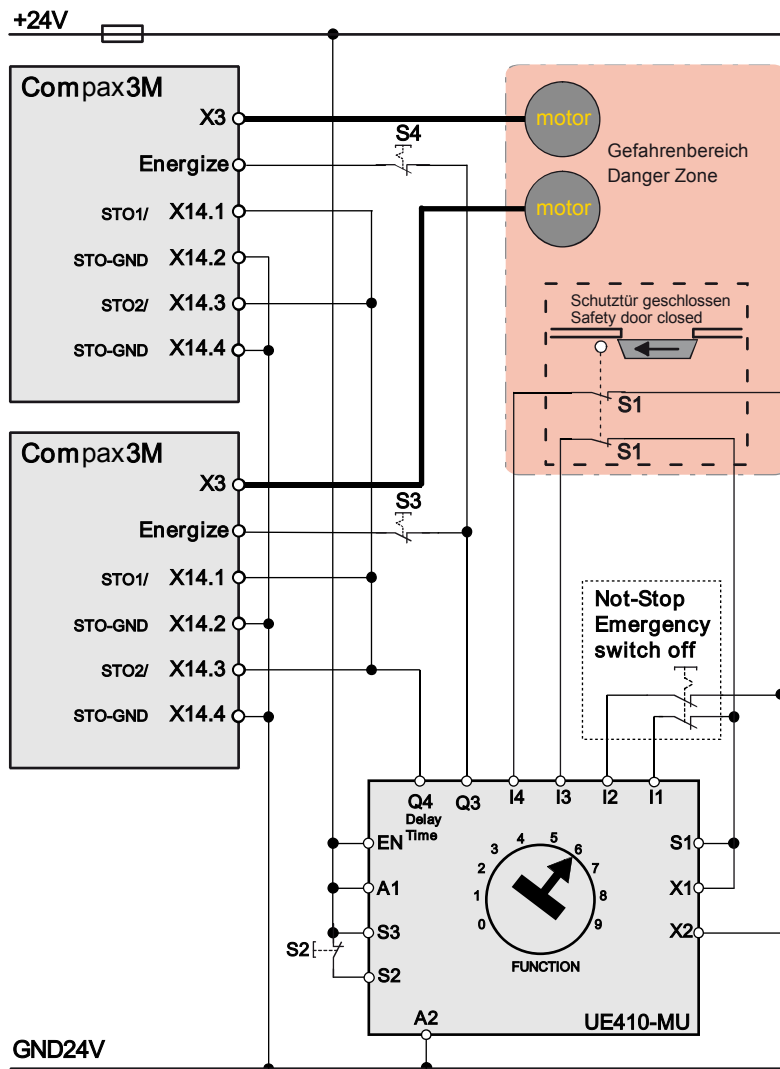 +24V
Compax3M
X3
Energize
STO1/ X14.1
STO-GND X14.2
STO2/ X14.3
STO-GND X14.4
S4
motor
motor
Gefahrenbereich
Danger Zone
Schutztür geschlossen
Safety door closed
S1
S1
Compax3M
X3
Energize
STO1/ X14.1
STO-GND X14.2
STO2/ X14.3
STO-GND X14.4
S3
Not-Stop
Emergency
switch off
Q4
Delay
Time
Q3
I4
I3
I2
I1
EN
A1
S3
S2
S2
0
1
2
3
4
5
6
7
8
9
FUNCTION
S1
X1
X2
A2
UE410-MU
GND24V